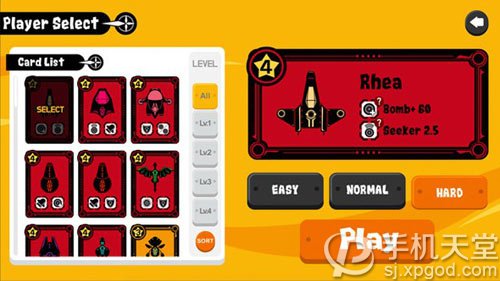 Player Select
Card List
LEVEL
SELECT
All
Lv1
Lv2
Lv3
Lv4
SORT
4
Rhea
Bomb+ 60
Seeker 2.5
EASY
NORMAL
HARD
Play
手机天堂
sj.xpgod.com